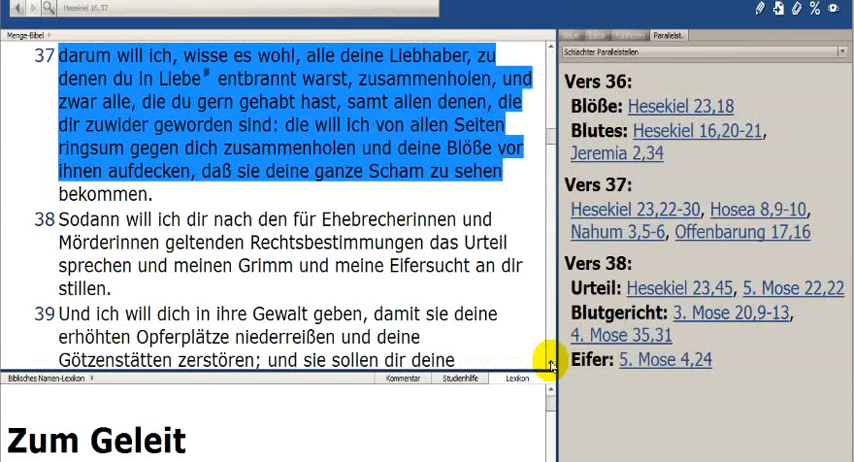 Hesekiel 16,37
Menge-Bibel
37 darum will ich, wisse es wohl, alle deine Liebhaber, zu
denen du in Liebe entbrannt warst, zusammenholen, und
zwar alle, die du gern gehabt hast, samt allen denen, die
dir zuwider geworden sind: die will ich von allen Seiten
ringsum gegen dich zusammenholen und deine Blöße vor
ihnen aufdecken, daß sie deine ganze Scham zu sehen
bekommen.
38 Sodann will ich dir nach den für Ehebrecherinnen und
Mörderinnen geltenden Rechtsbestimmungen das Urteil
sprechen und meinen Grimm und meine Eifersucht an dir
stillen.
39 Und ich will dich in ihre Gewalt geben, damit sie deine
erhöhten Opferplätze niederreißen und deine
Götzenstätten zerstören; und sie sollen dir deine
Biblisches Namen-Lexikon
Kommentar Studienhilfe Lexikon
Zum Geleit
Editor Fußnoten Parallelst.
Schlachter Parallelstellen
Vers 36:
Blöße: Hesekiel 23,18
Blutes: Hesekiel 16,20-21,
Jeremia 2,34
Vers 37:
Hesekiel 23,22-30, Hosea 8,9-10,
Nahum 3,5-6, Offenbarung 17,16
Vers 38:
Urteil: Hesekiel 23,45, 5. Mose 22,22
Blutgericht: 3. Mose 20,9-13,
4. Mose 35,31
Eifer: 5. Mose 4,24